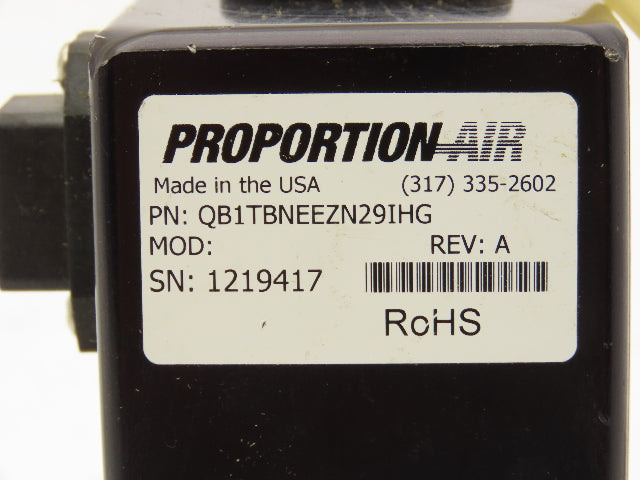 PROPORTION-AIR
Made in the USA (317) 335-2602
PN: QB1TBNEEZN29IHG
MOD:
REV: A
SN: 1219417
RoHS